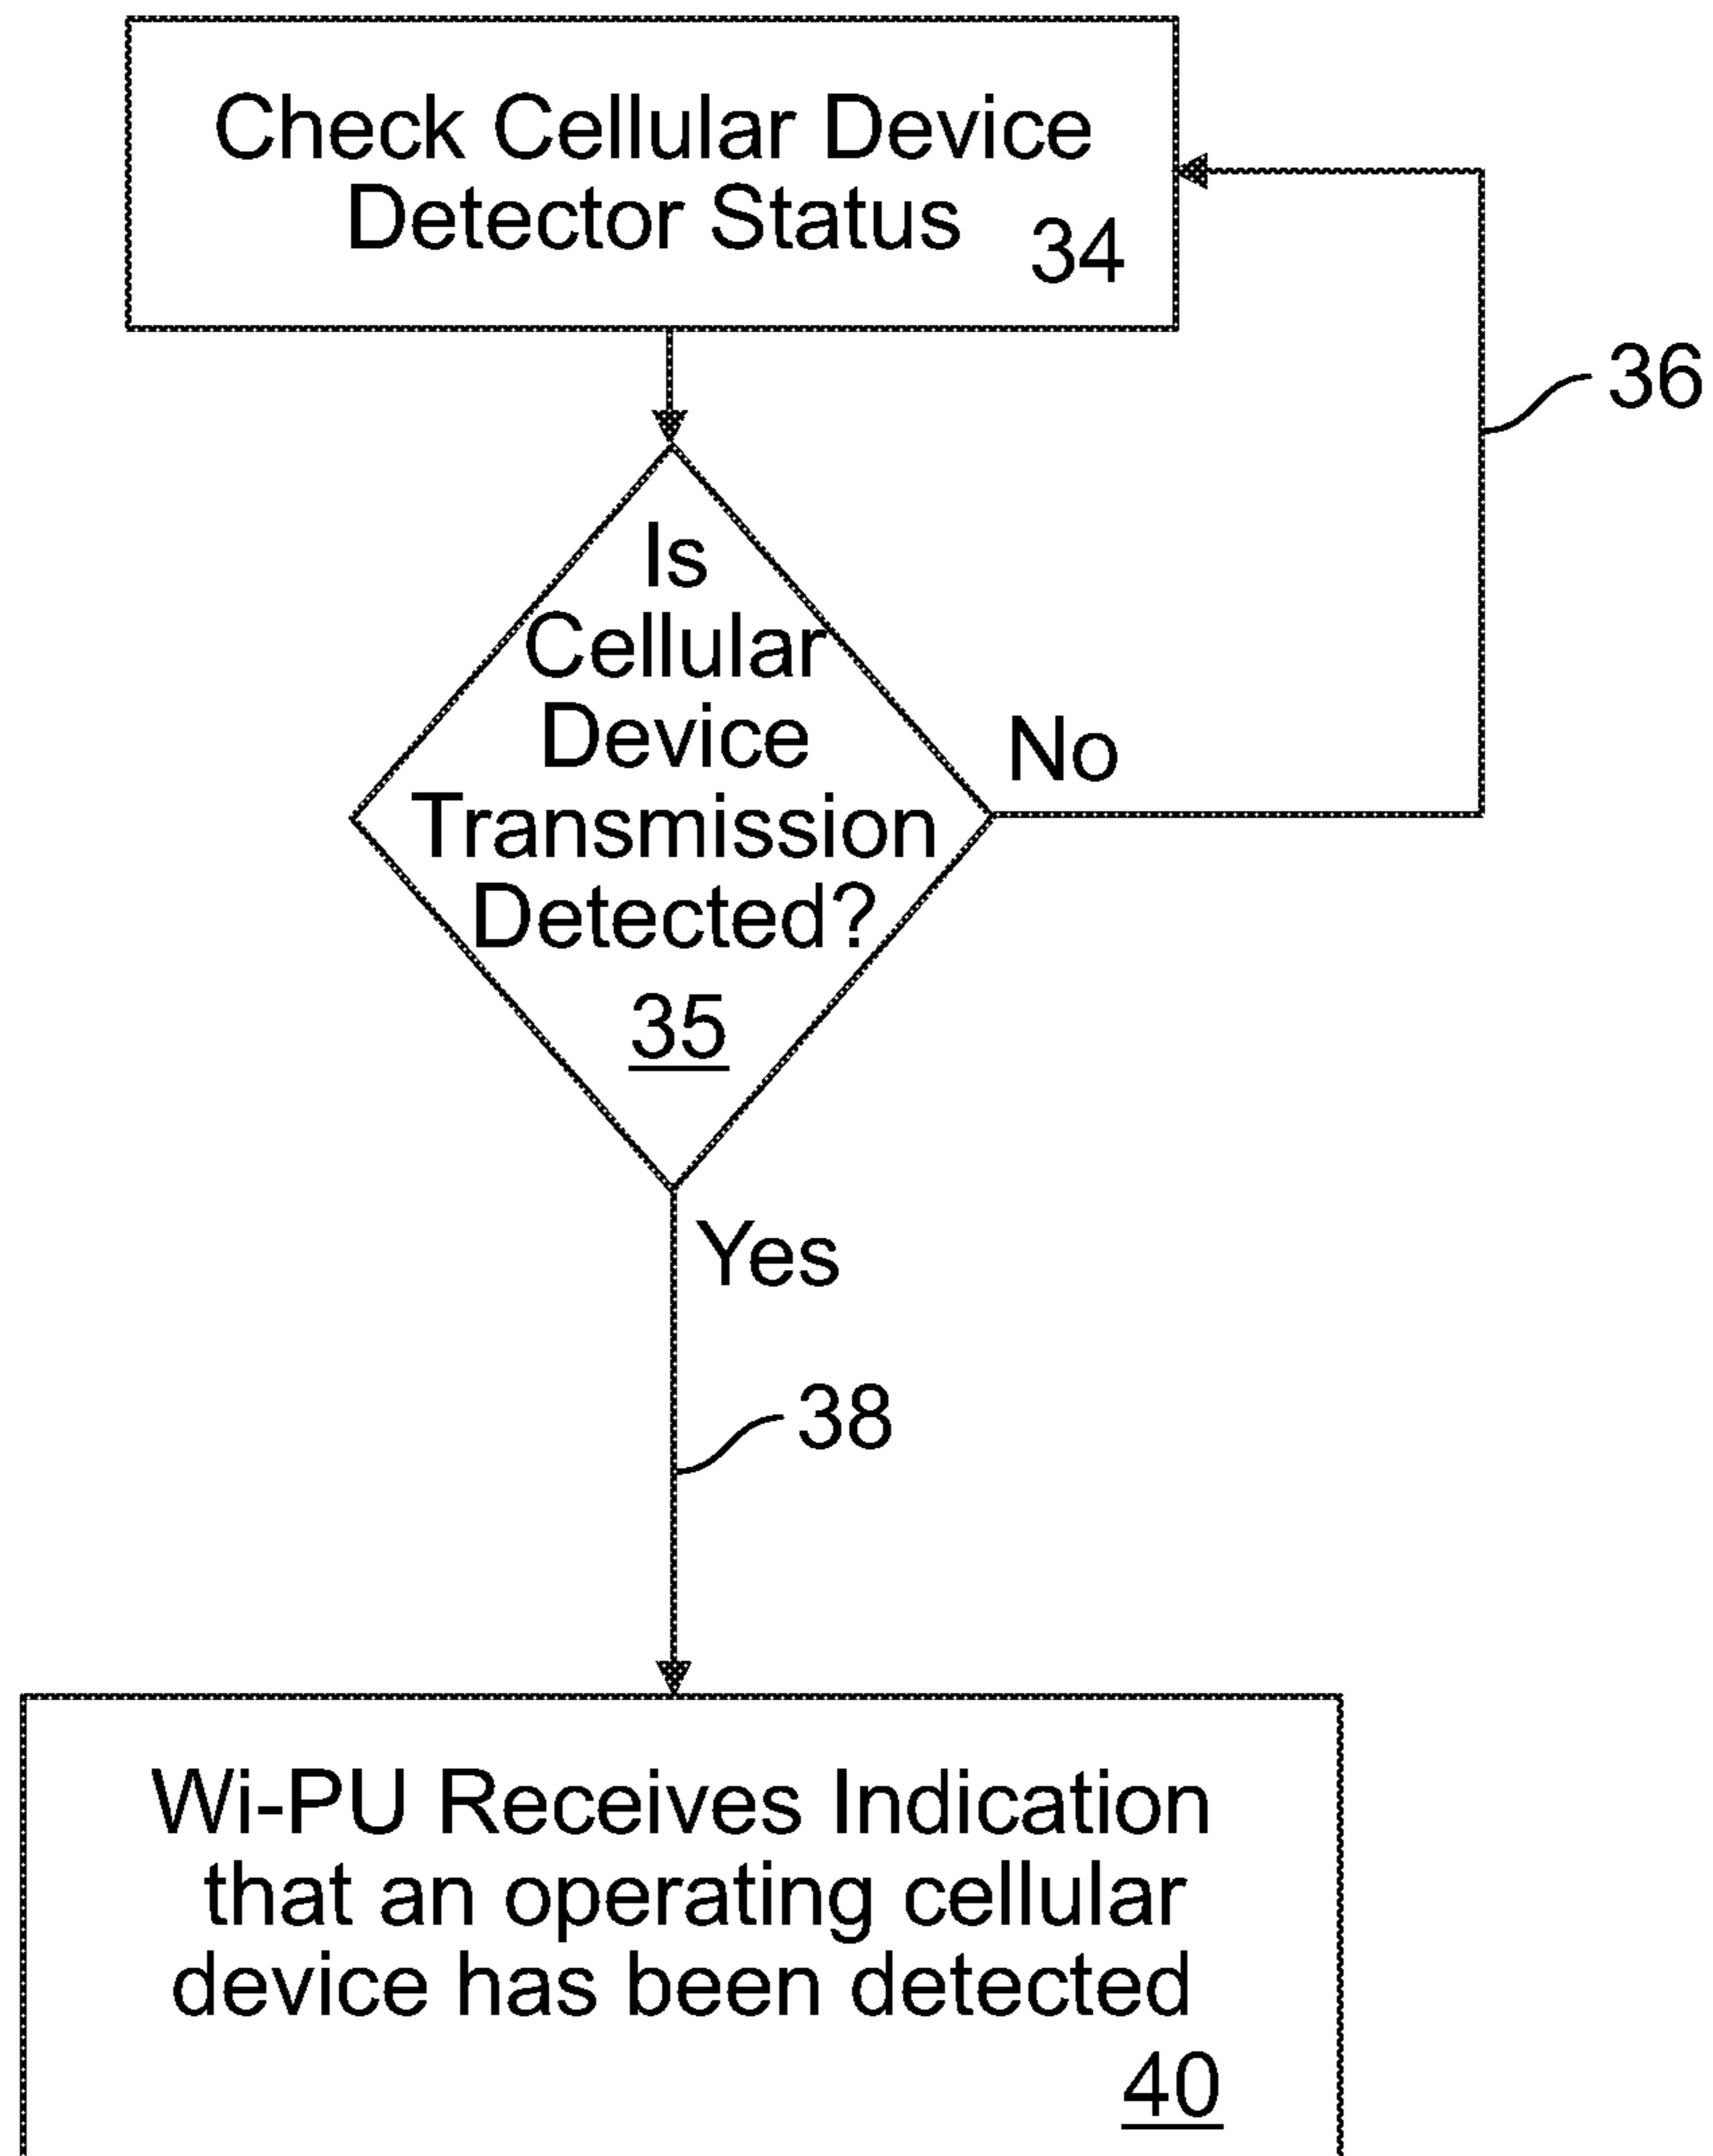 Check Cellular Device
Detector Status
34
36
Is
Cellular
Device
Transmission
Detected?
35
No
Yes
38
Wi-PU Receives Indication
that an operating cellular
device has been detected
40